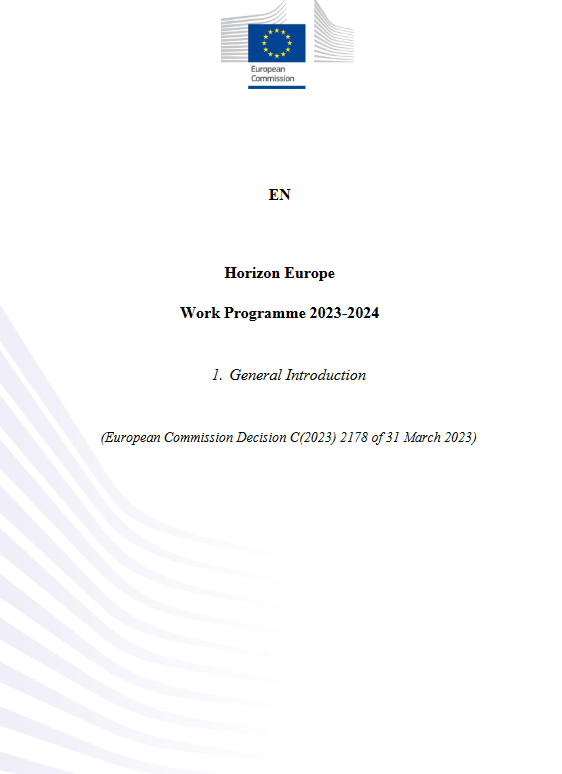 European
Commission
EN
Horizon Europe
Work Programme 2023-2024
1. General Introduction
(European Commission Decision C(2023) 2178 of 31 March 2023)